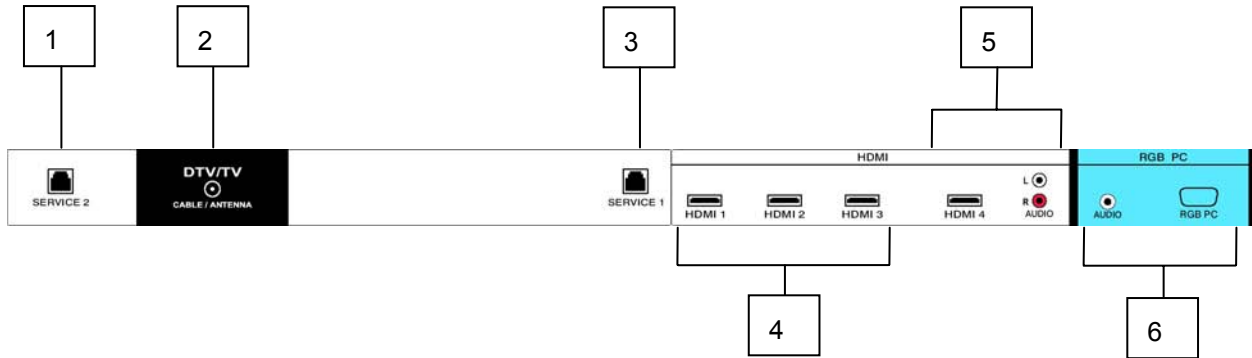 1
2
3
5
HDMI
RGB PC
DTV/TV
CABLE / ANTENNA
SERVICE 2
SERVICE 1
HDMI 1
HDMI 2
HDMI 3
HDMI 4
L
R
AUDIO
AUDIO
RGB PC
4
6